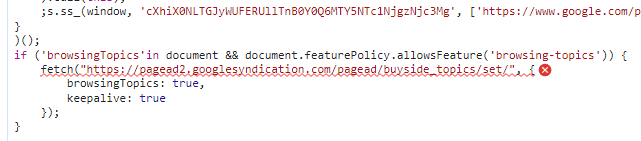 ;s.ss_(window, 'cXhiX0NLTGJyWUFERUllTnB0Y0Q6MTY5NTc1NjgzNjc3Mg', ['https://www.google.com/p
}
)();
if ('browsingTopics'in document && document.featurePolicy.allowsFeature('browsing-topics')) {
fetch("https://pagead2.googlesyndication.com/pagead/buyside_topics/set/", {
browsingTopics: true,
keepalive: true
});
}